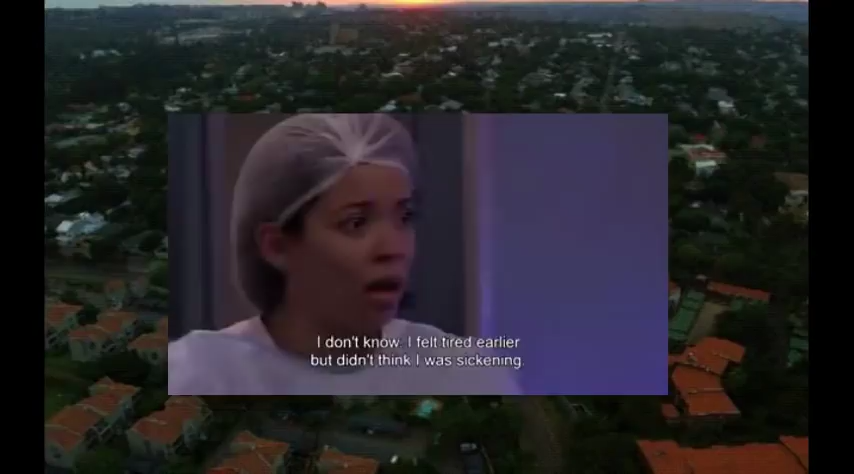 I don't know. I felt tired earlier
but didn't think I was sickening.